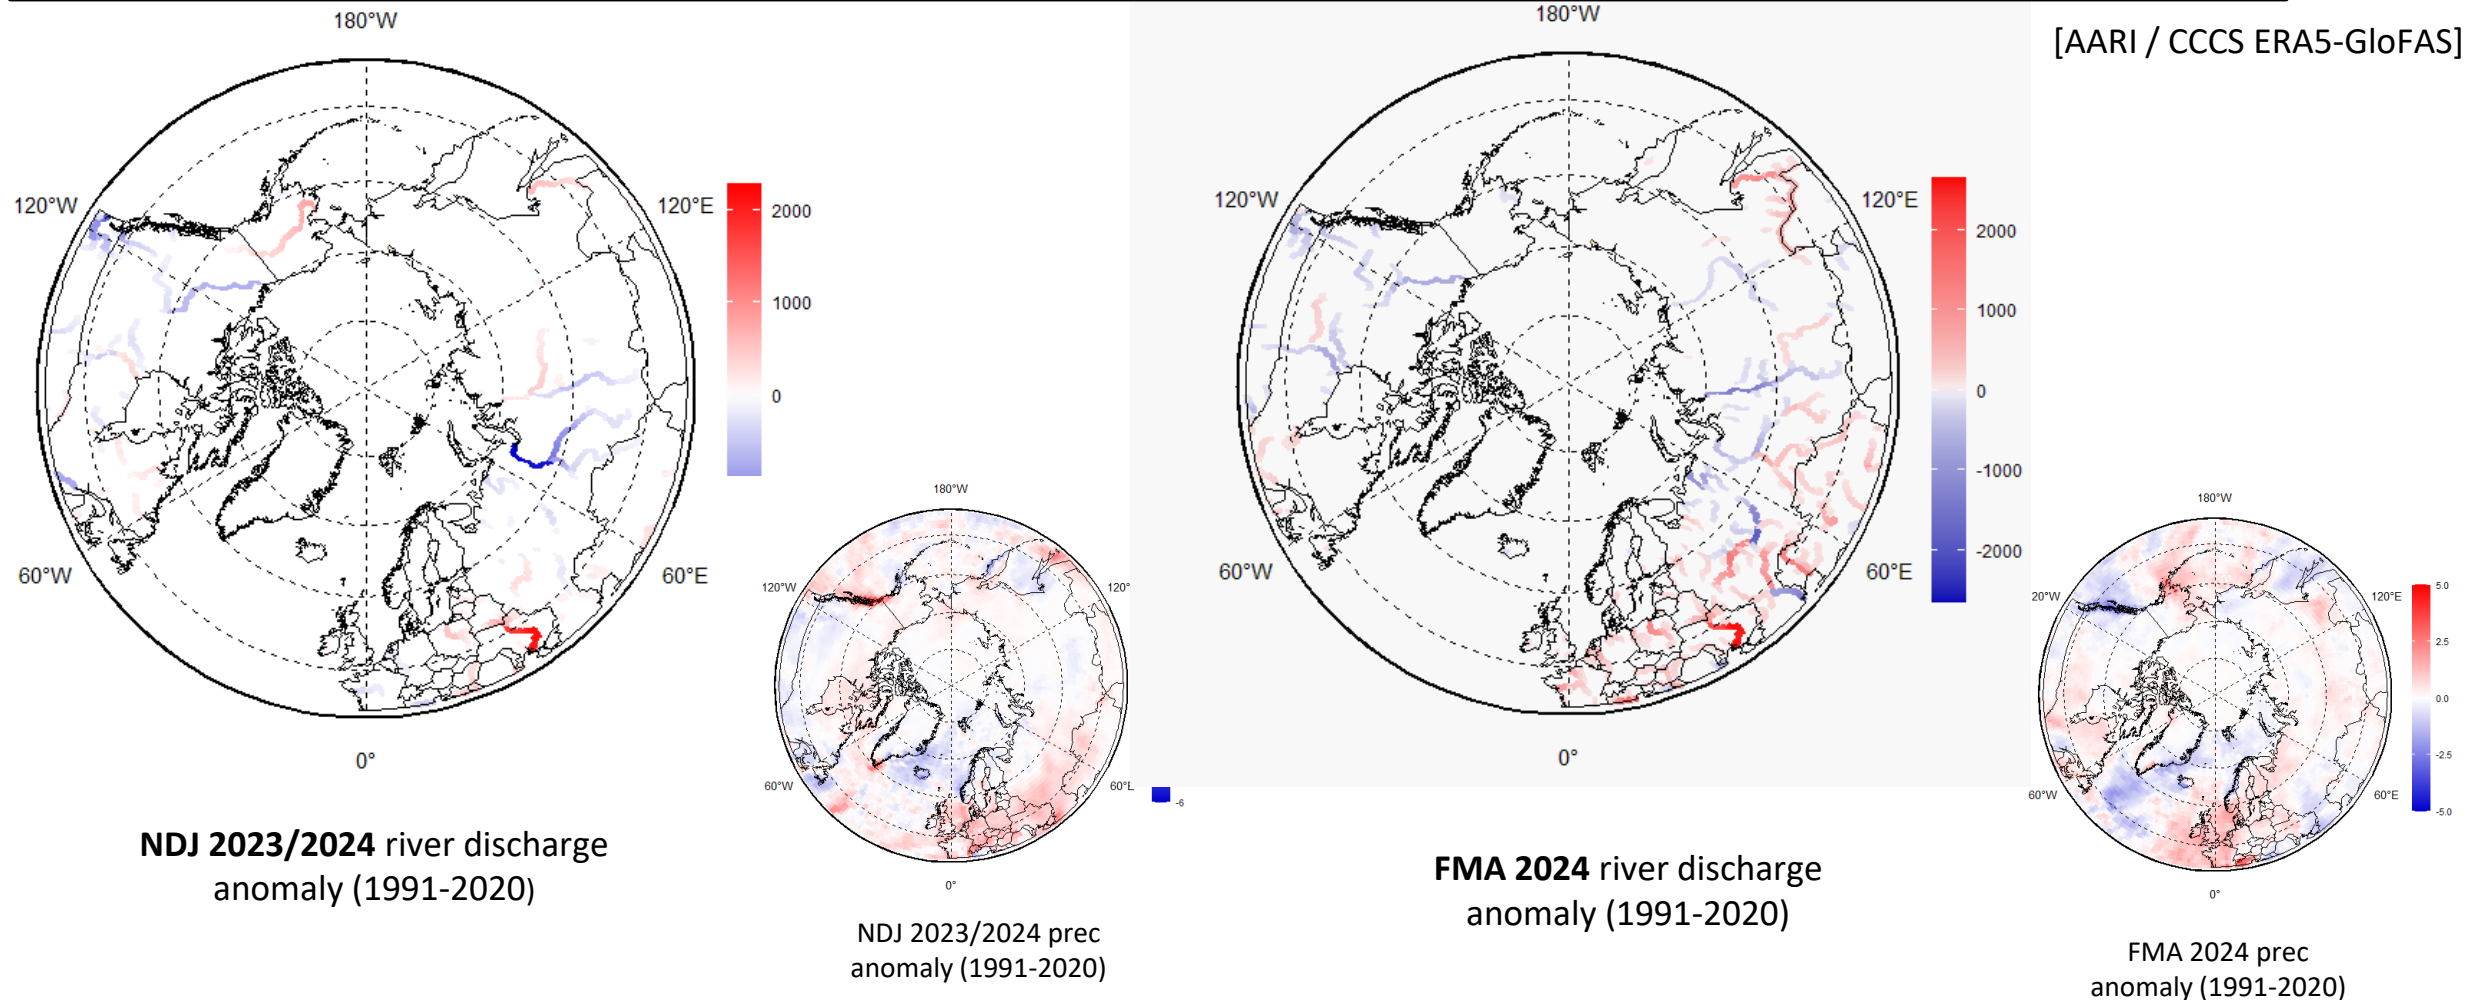 180°W
120°W
120°E
2000
1000
0
60°W
60°E
0°
NDJ 2023/2024 river discharge
anomaly (1991-2020)
180°W
120°W
120°
60°W
60°E
0°
-6
NDJ 2023/2024 prec
anomaly (1991-2020)
180°W
[AARI / CCCS ERA5-GloFAS]
120°W
120°E
2000
1000
0
-1000
-2000
60°W
60°E
0°
FMA 2024 river discharge
anomaly (1991-2020)
180°W
20°W
120°E
5.0
2.5
0.0
-2.5
-5.0
60°W
60°E
0°
FMA 2024 prec
anomaly (1991-2020)